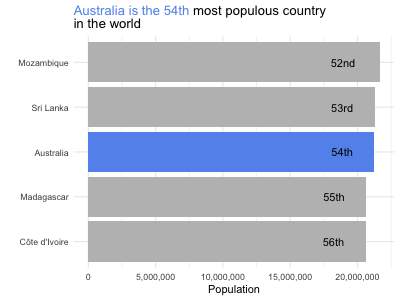 Australia is the 54th most populous country
in the world
Mozambique
52nd
Sri Lanka
53rd
Australia
54th
Madagascar
55th
Côte d'Ivoire
56th
0
5,000,000
10,000,000
15,000,000
20,000,000
Population